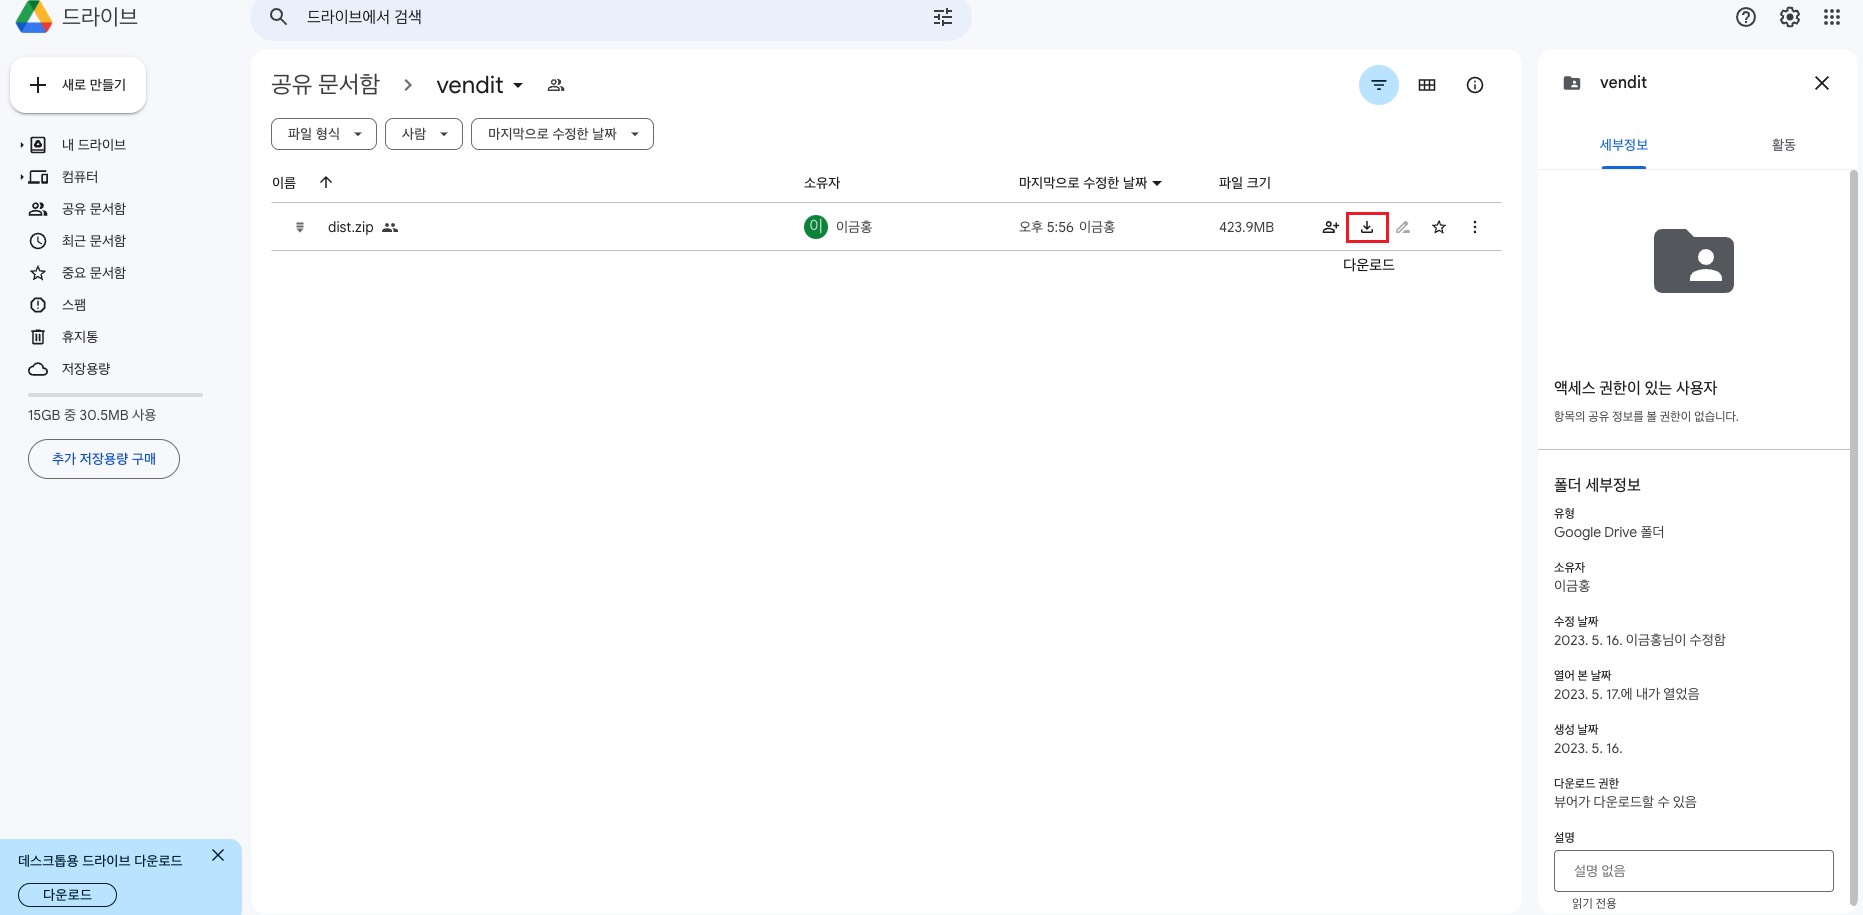 드라이브
드라이브에서 검색
새로 만들기
내 드라이브
컴퓨터
공유 문서함
최근 문서함
중요 문서함
스팸
휴지통
저장용량
15GB 중 30.5MB 사용
추가 저장용량 구매
데스크톱용 드라이브 다운로드
다운로드
공유 문서함 > vendit
파일 형식 사람 마지막으로 수정한 날짜
이름 소유자 마지막으로 수정한 날짜 파일 크기
dist.zip 이 이금홍 오후 5:56 이금홍 423.9MB
다운로드
vendit
세부정보 활동
액세스 권한이 있는 사용자
항목의 공유 정보를 볼 권한이 없습니다.
폴더 세부정보
유형
Google Drive 폴더
소유자
이금홍
수정 날짜
2023. 5. 16. 이금홍님이 수정함
열어 본 날짜
2023. 5. 17.에 내가 열었음
생성 날짜
2023. 5. 16.
다운로드 권한
뷰어가 다운로드할 수 있음
설명
설명 없음
읽기 전용